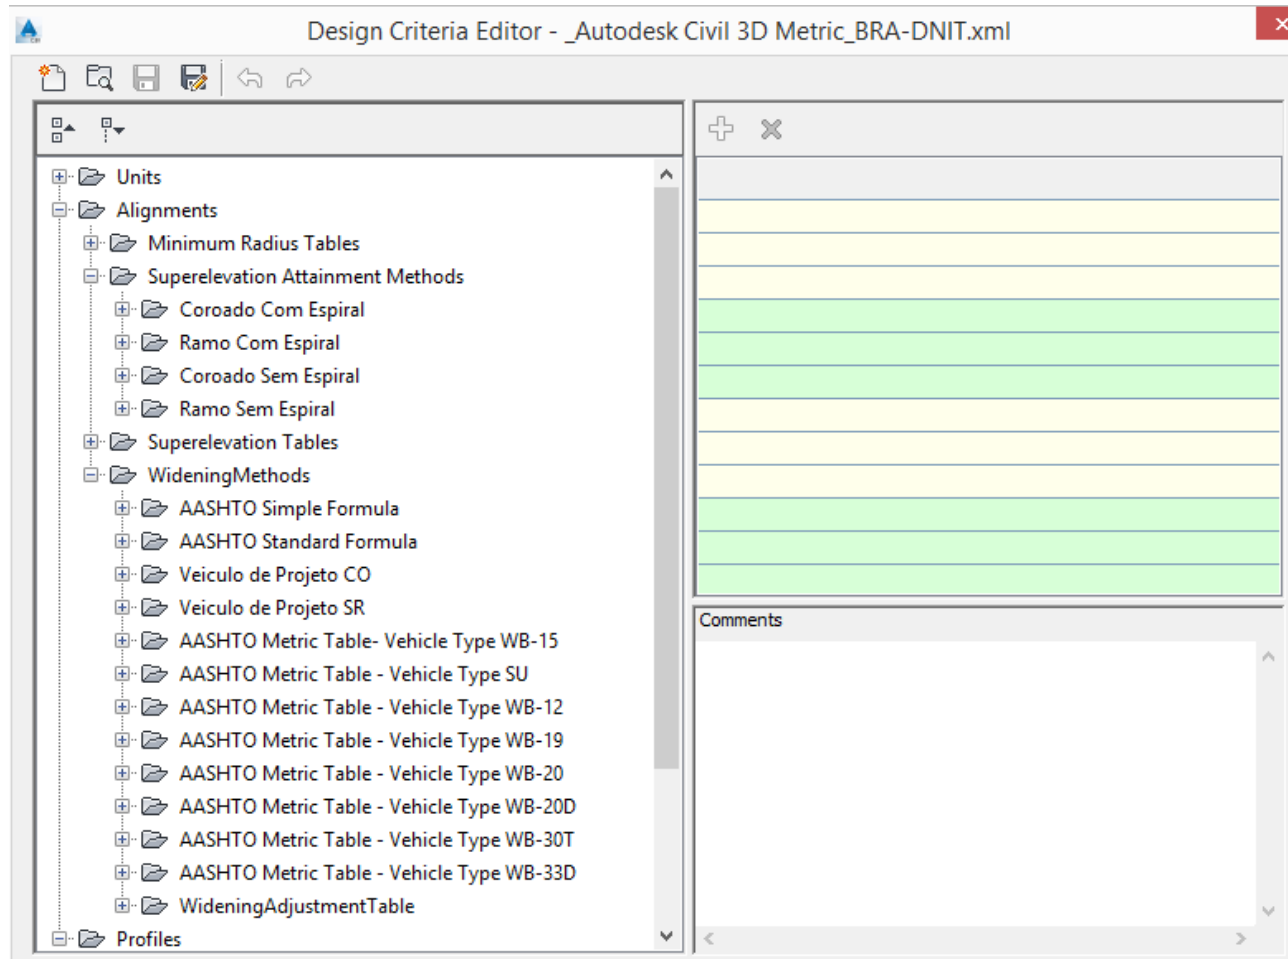 Design Criteria Editor - _Autodesk Civil 3D Metric_BRA-DNIT.xml
Units
Alignments
Minimum Radius Tables
Superelevation Attainment Methods
Coroado Com Espiral
Ramo Com Espiral
Coroado Sem Espiral
Ramo Sem Espiral
Superelevation Tables
WideningMethods
AASHTO Simple Formula
AASHTO Standard Formula
Veiculo de Projeto CO
Veiculo de Projeto SR
AASHTO Metric Table- Vehicle Type WB-15
AASHTO Metric Table - Vehicle Type SU
AASHTO Metric Table - Vehicle Type WB-12
AASHTO Metric Table - Vehicle Type WB-19
AASHTO Metric Table - Vehicle Type WB-20
AASHTO Metric Table - Vehicle Type WB-20D
AASHTO Metric Table - Vehicle Type WB-30T
AASHTO Metric Table - Vehicle Type WB-33D
WideningAdjustmentTable
Profiles
Comments